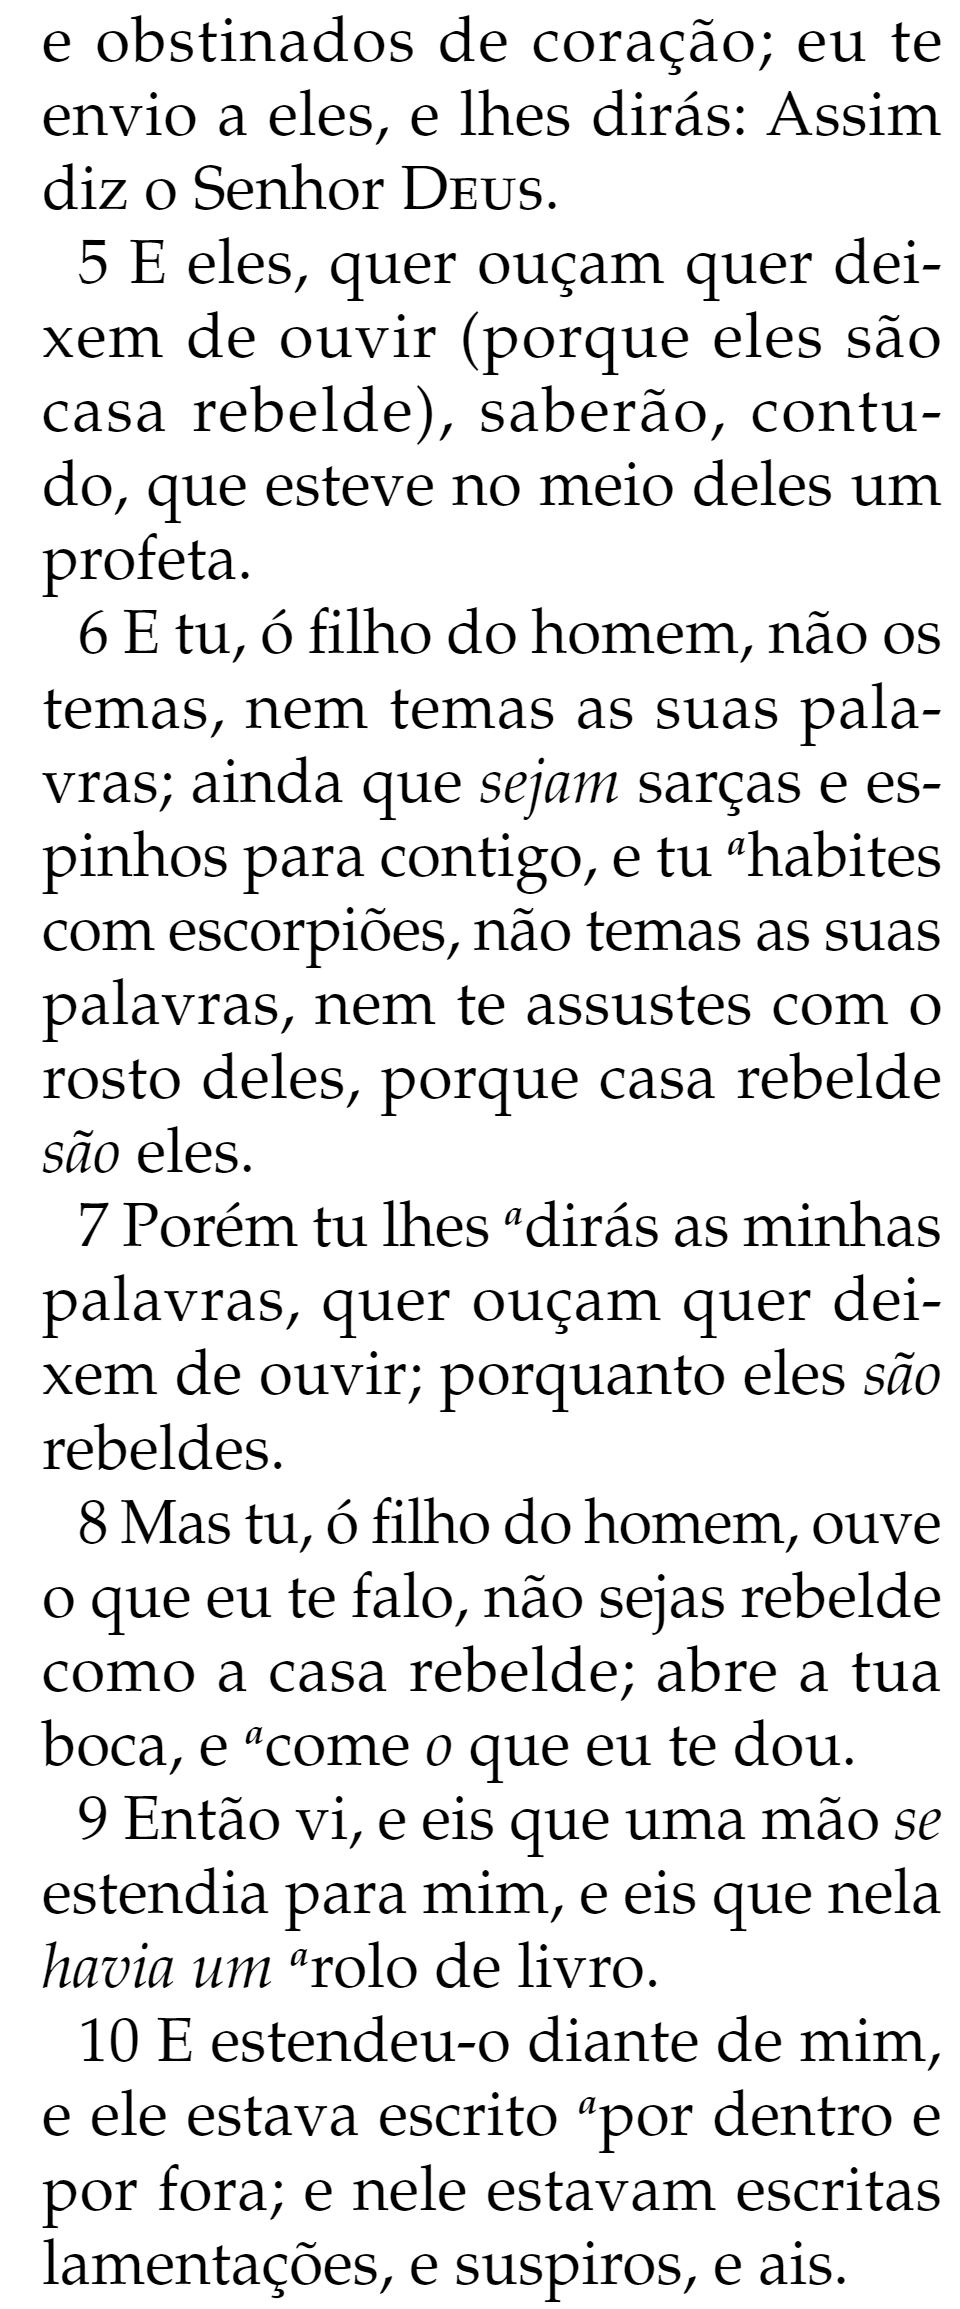 e obstinados de coração; eu te
envio a eles, e lhes dirás: Assim
diz o Senhor DEUS.
5 E eles, quer ouçam quer dei-
xem de ouvir (porque eles são
casa rebelde), saberão, contu-
do, que esteve no meio deles um
profeta.
6 E tu, ó filho do homem, não os
temas, nem temas as suas pala-
vras; ainda que sejam sarças e es-
pinhos para contigo, e tu ahabites
com escorpiões, não temas as suas
palavras, nem te assustes com o
rosto deles, porque casa rebelde
são eles.
7 Porém tu lhes adirás as minhas
palavras, quer ouçam quer dei-
xem de ouvir; porquanto eles são
rebeldes.
8 Mas tu, ó filho do homem, ouve
o que eu te falo, não sejas rebelde
como a casa rebelde; abre a tua
boca, e acome o que eu te dou.
9 Então vi, e eis que uma mão se
estendia para mim, e eis que nela
havia um arolo de livro.
10 E estendeu-o diante de mim,
e ele estava escrito apor dentro e
por fora; e nele estavam escritas
lamentações, e suspiros, e ais.